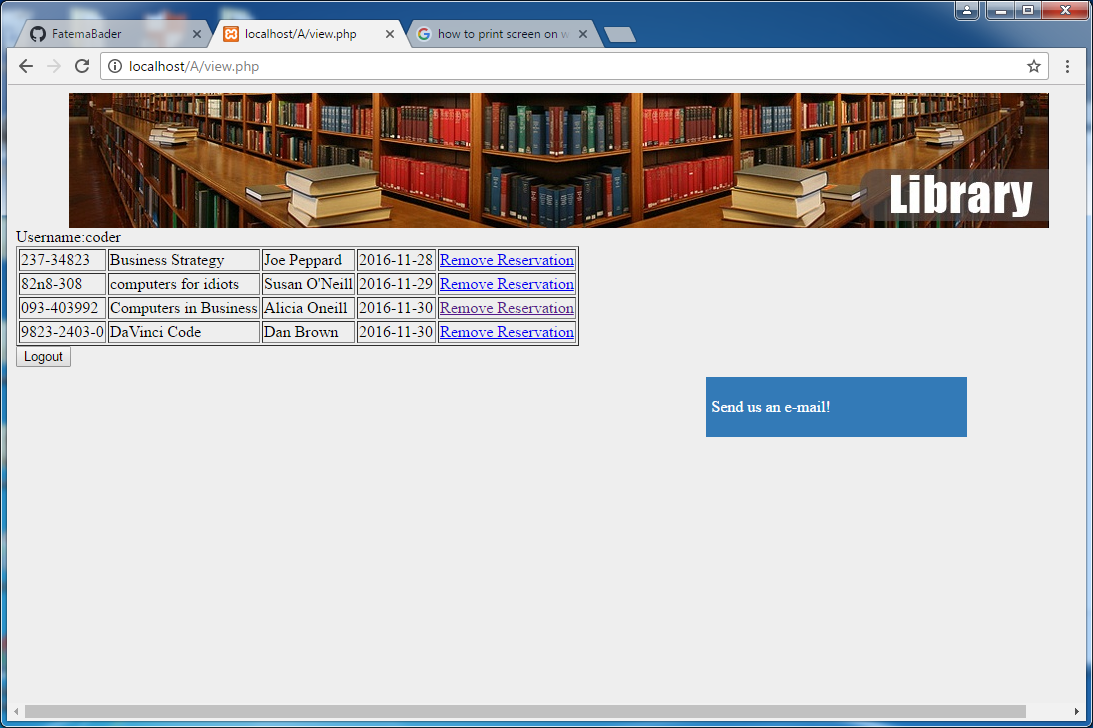 FatemaBader
localhost/A/view.php
how to print screen on w
localhost/A/view.php
Library
Username:coder
237-34823 Business Strategy Joe Peppard 2016-11-28 Remove Reservation
82n8-308 computers for idiots Susan O'Neill 2016-11-29 Remove Reservation
093-403992 Computers in Business Alicia Oneill 2016-11-30 Remove Reservation
9823-2403-0 DaVinci Code Dan Brown 2016-11-30 Remove Reservation
Logout
Send us an e-mail!